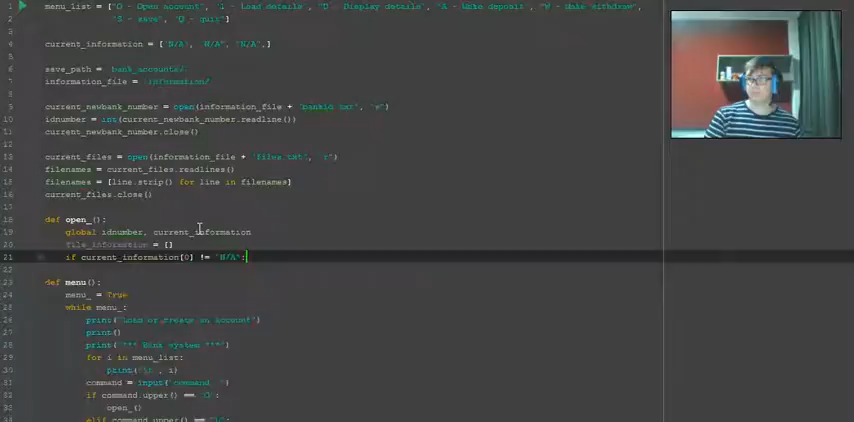 menu_list = ["O - Open account", "l - Load details", "D - Display details", "A - Make deposit", "W - Make withdraw",
"S - save", "Q - quit"]
current_information = ["N/A", "N/A", "N/A",]
save_path = 'bank_accounts/'
information_file = 'information/'
current_newbank_number = open(information_file + 'bankid.txt', 'r')
idnumber = int(current_newbank_number.readline())
current_newbank_number.close()
current_files = open(information_file + 'files.txt', 'r')
filenames = current_files.readlines()
filenames = [line.strip() for line in filenames]
current_files.close()
def open_():
global idnumber, current_information
file_information = []
if current_information[0] != "N/A":
def menu():
menu_ = True
while menu_:
print("Load or create an account")
print()
print("*** Bank system ***")
for i in menu_list:
print( , i)
command = input("command: ")
if command.upper() == "O":
open_()
elif command.upper() ==